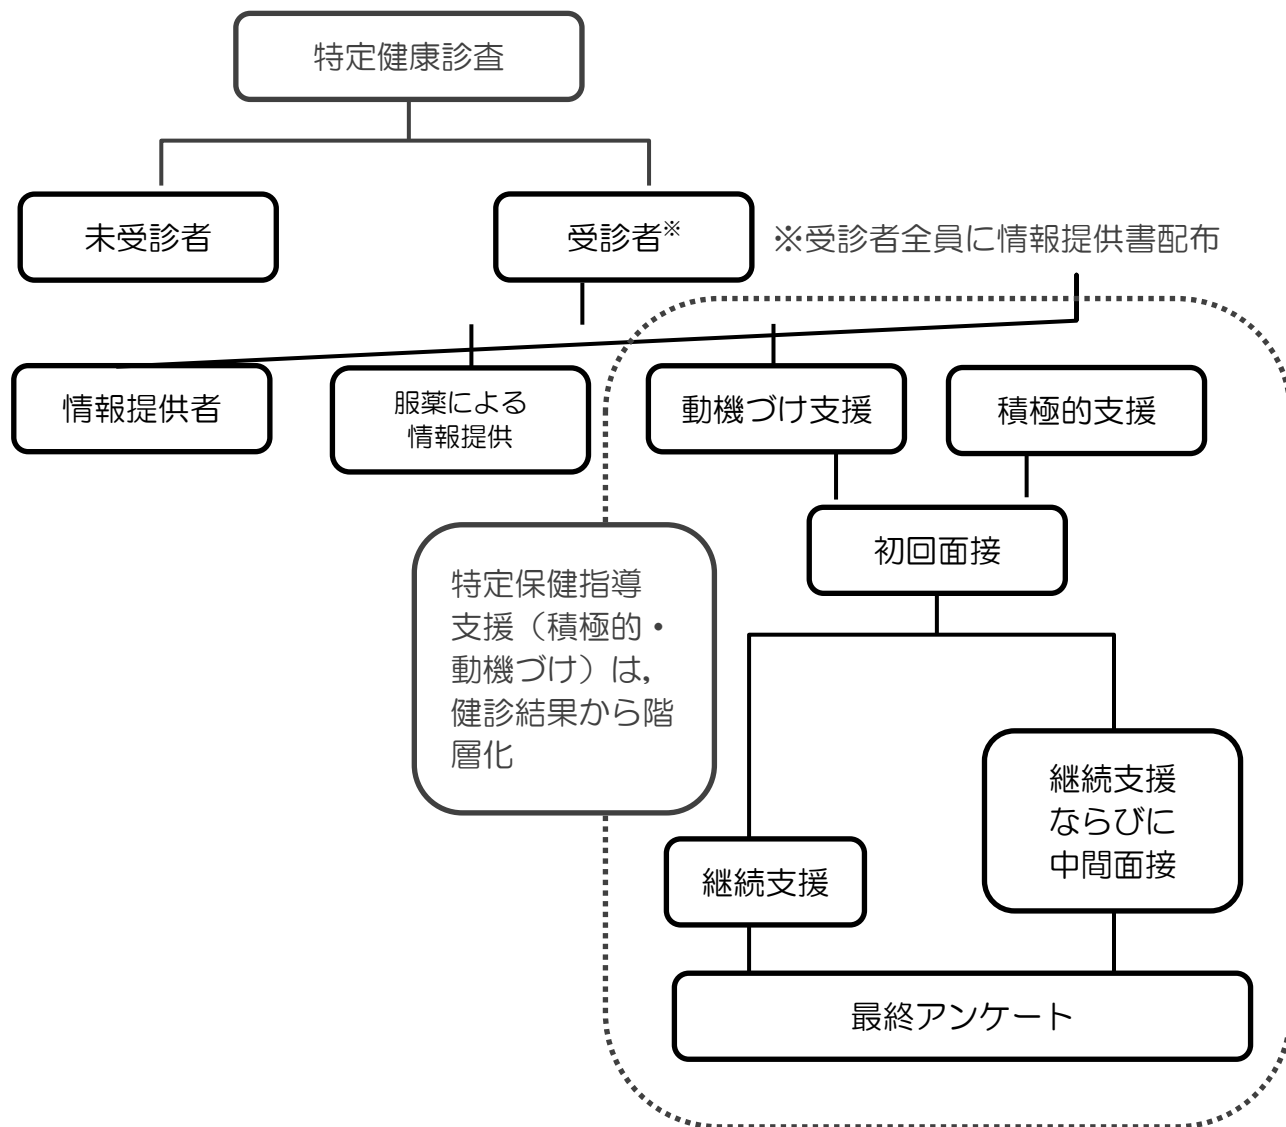 特定健康診査
未受診者
受診者※
※受診者全員に情報提供書配布
情報提供者
服薬による
情報提供
動機づけ支援
積極的支援
初回面接
特定保健指導
支援（積極的・
動機づけ）は，
健診結果から階
層化
継続支援
ならびに
中間面接
継続支援
最終アンケート